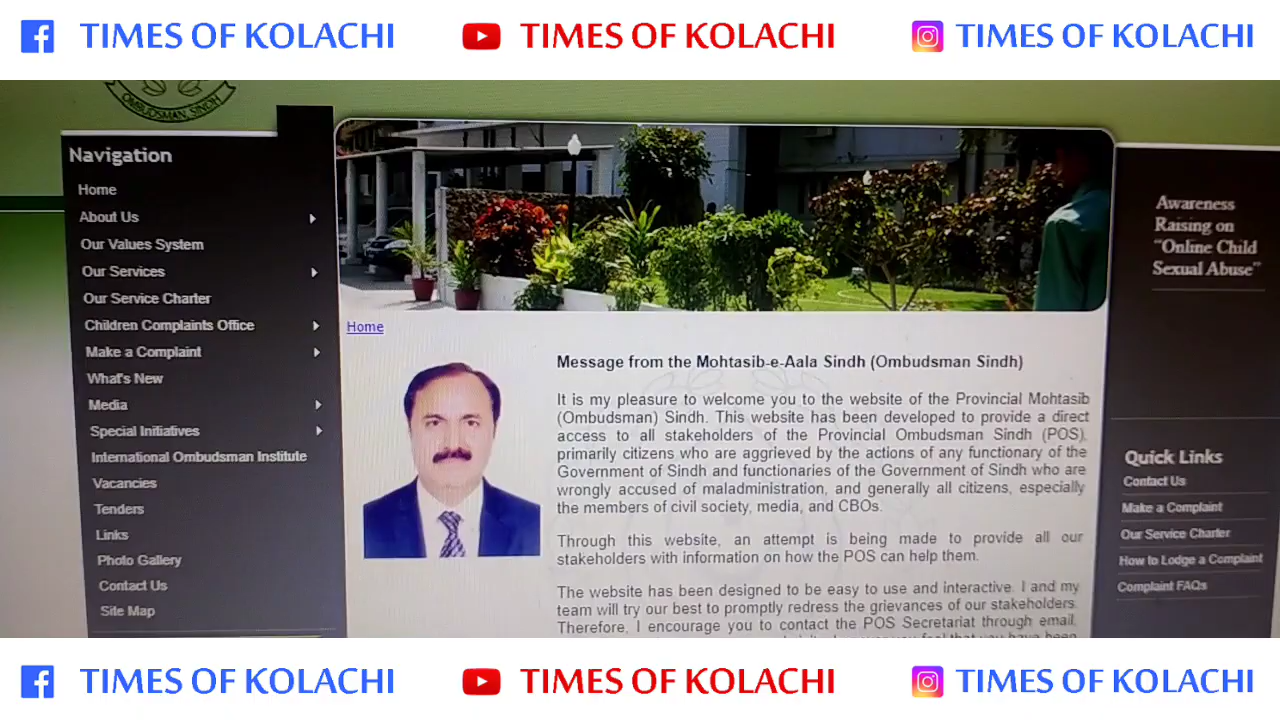 TIMES OF KOLACHI TIMES OF KOLACHI TIMES OF KOLACHI
OMBUDSMAN, SINDH
Navigation
Home
About Us
Our Values System
Our Services
Our Service Charter
Children Complaints Office
Make a Complaint
What's New
Media
Special Initiatives
International Ombudsman Institute
Vacancies
Tenders
Links
Photo Gallery
Contact Us
Site Map
Home
Message from the Mohtasib-e-Aala Sindh (Ombudsman Sindh)
It is my pleasure to welcome you to the website of the Provincial Mohtasib
(Ombudsman) Sindh. This website has been developed to provide a direct
access to all stakeholders of the Provincial Ombudsman Sindh (POS),
primarily citizens who are aggrieved by the actions of any functionary of the
Government of Sindh and functionaries of the Government of Sindh who are
wrongly accused of maladministration, and generally all citizens, especially
the members of civil society, media, and CBOs.
Through this website, an attempt is being made to provide all our
stakeholders with information on how the POS can help them.
The website has been designed to be easy to use and interactive. I and my
team will try our best to promptly redress the grievances of our stakeholders.
Therefore, I encourage you to contact the POS Secretariat through email,
Awareness
Raising on
“Online Child
Sexual Abuse”
Quick Links
Contact Us
Make a Complaint
Our Service Charter
How to Lodge a Complaint
Complaint FAQs
TIMES OF KOLACHI TIMES OF KOLACHI TIMES OF KOLACHI